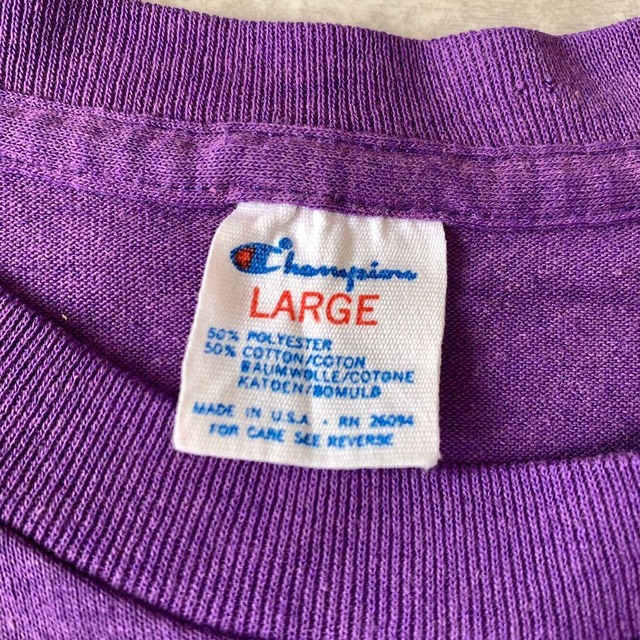 Champion
LARGE
50% POLYESTER
50% COTTON/COTON
BAUMWOLLE/COTONE
KATOEN/BOMULD
MADE IN U.S.A. · RN 26094
FOR CARE SEE REVERSE